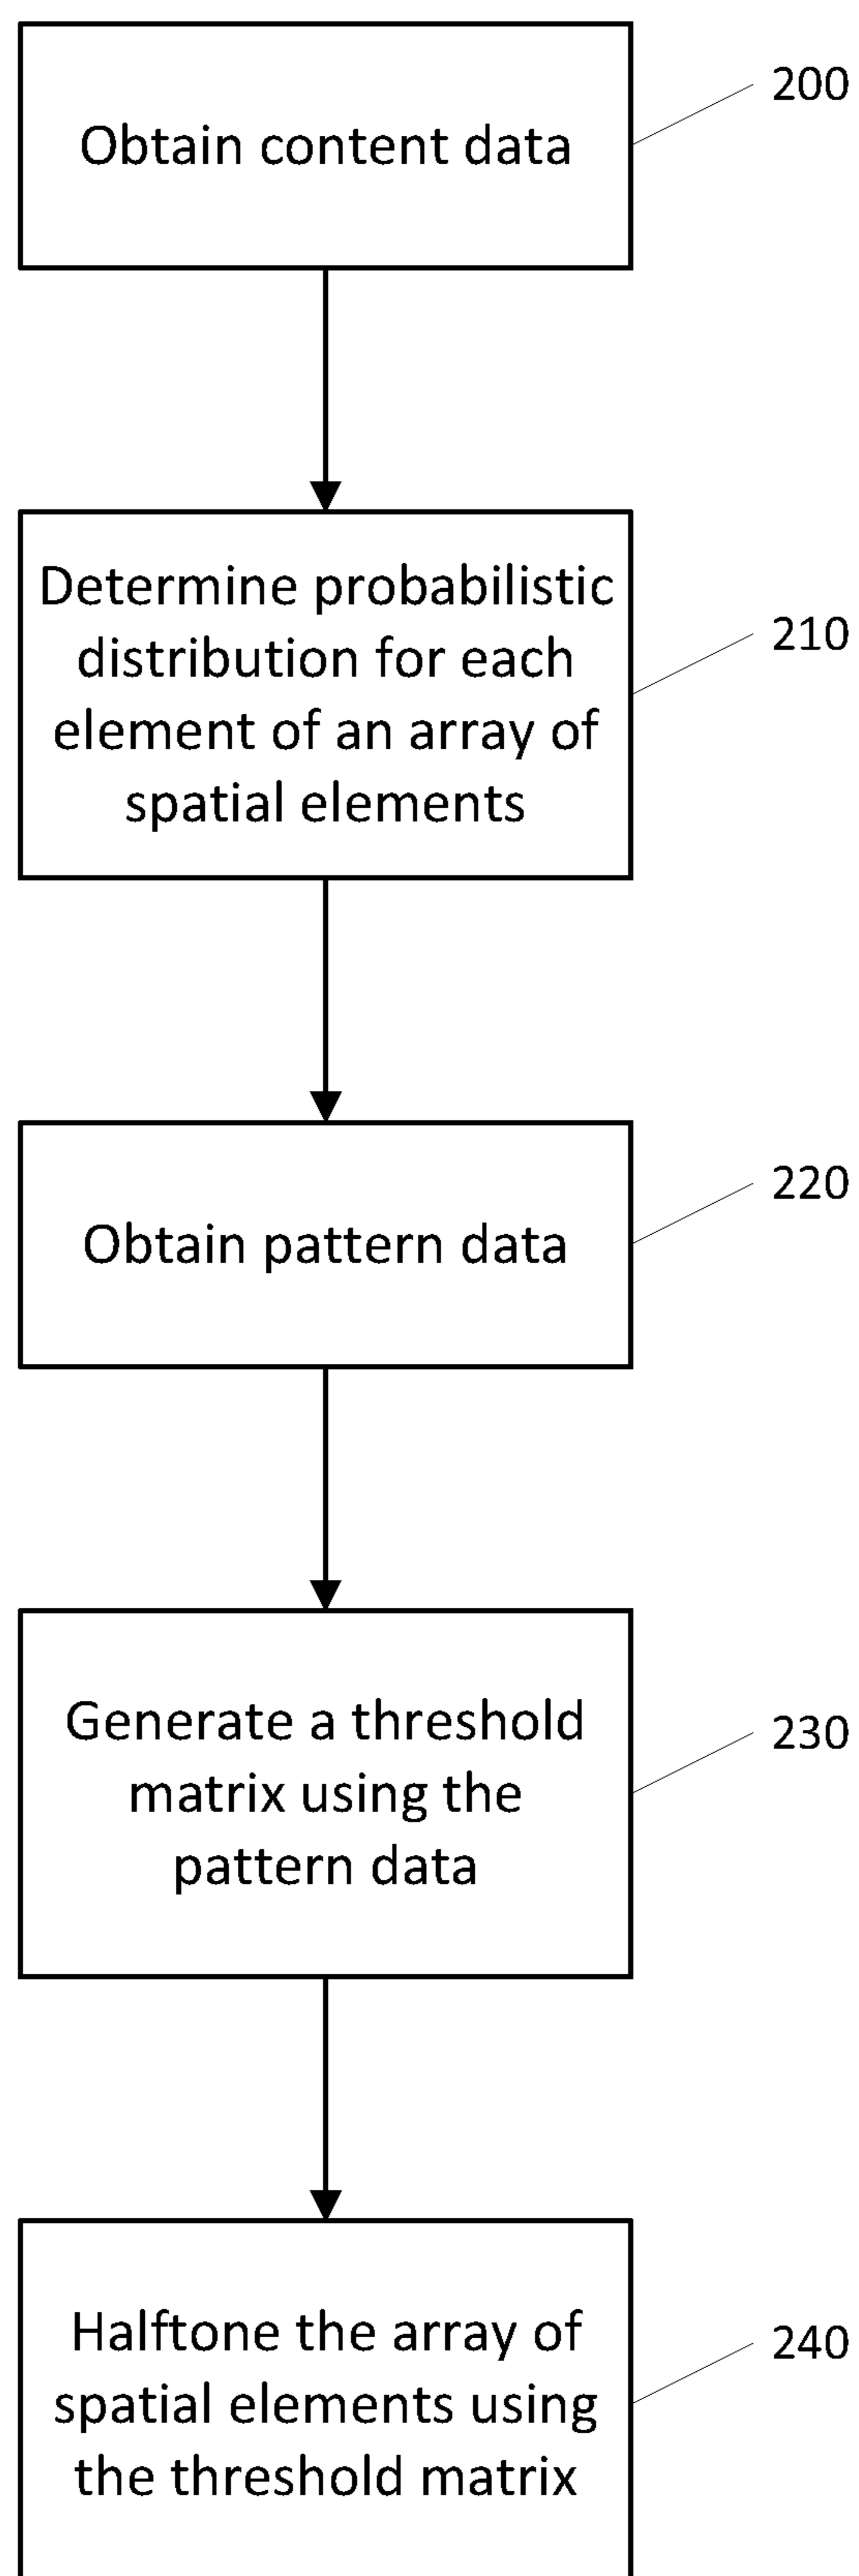 Obtain content data
200
Determine probabilistic
distribution for each
element of an array of
spatial elements
210
Obtain pattern data
220
Generate a threshold
matrix using the
pattern data
230
Halftone the array of
spatial elements using
the threshold matrix
240